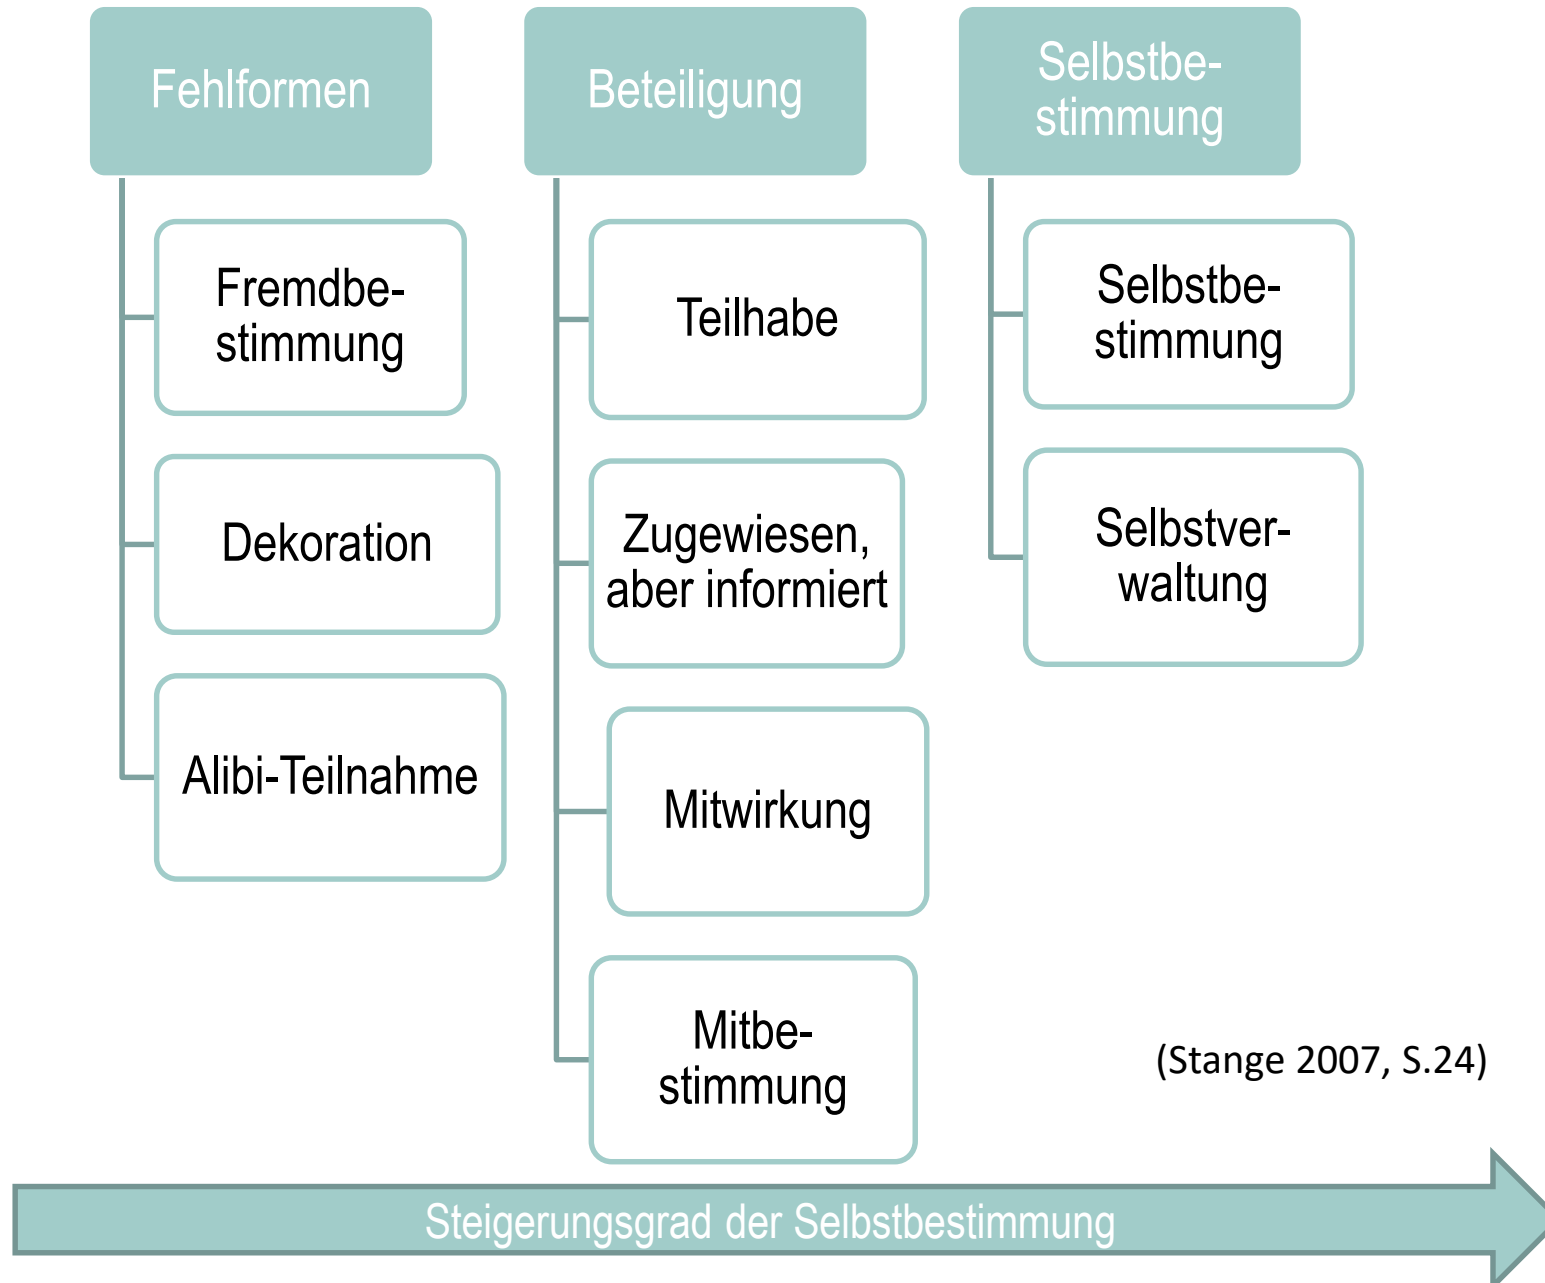 Fehlformen
Fremdbe-
stimmung
Dekoration
Alibi-Teilnahme
Beteiligung
Teilhabe
Zugewiesen,
aber informiert
Mitwirkung
Mitbe-
stimmung
Selbstbe-
stimmung
Selbstbe-
stimmung
Selbstver-
waltung
(Stange 2007, S.24)
Steigerungsgrad der Selbstbestimmung